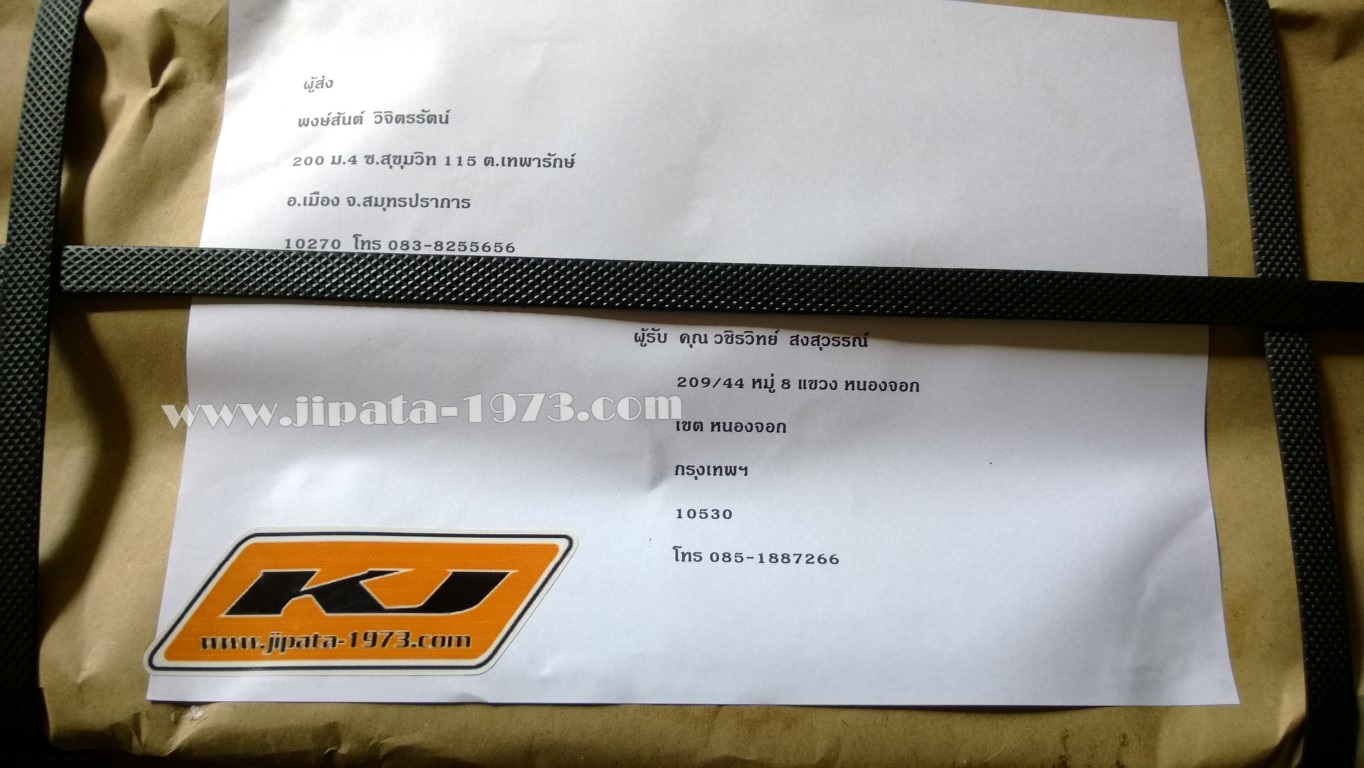 ผู้ส่ง
พงษ์สันต์ วิจิตรรัตน์
200 ม.4 ซ.สุขุมวิท 115 ต.เทพารักษ์
อ.เมือง จ.สมุทรปราการ
10270 โทร 083-8255656
ผู้รับ คุณ วชิรวิทย์ สงสุวรรณ์
209/44 หมู่ 8 แขวง หนองจอก
www.jipata-1973.com
เขต หนองจอก
กรุงเทพฯ
10530
โทร 085-1887266
KJ
www.jipata-1973.com